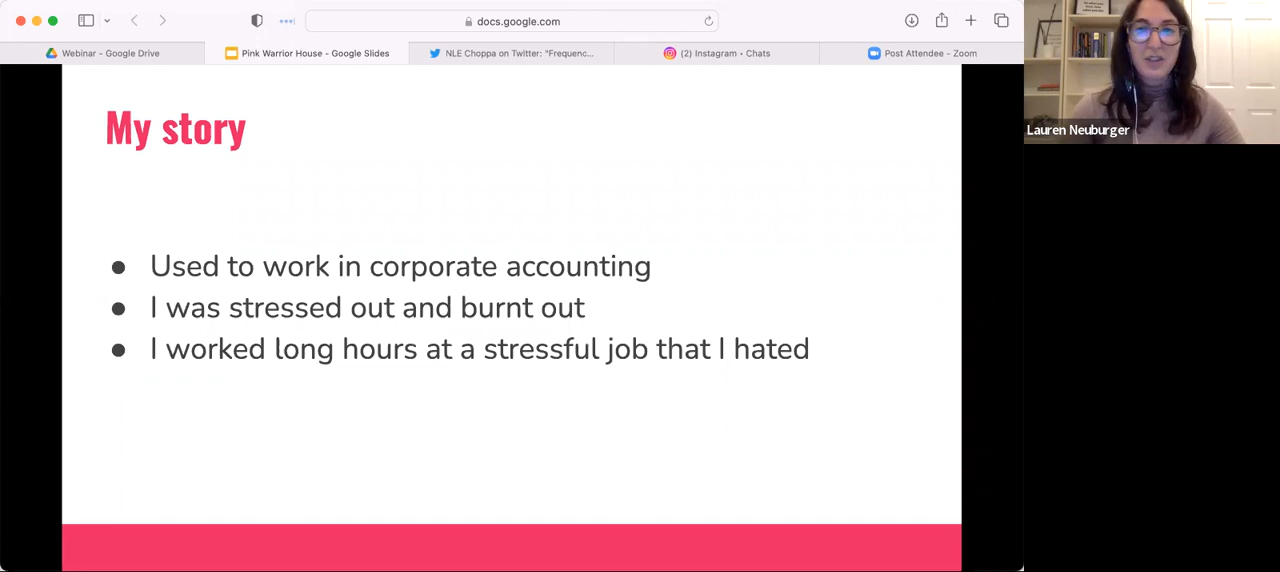 docs.google.com
Webinar - Google Drive
Pink Warrior House - Google Slides
NLE Choppa on Twitter: "Frequenc...
(2) Instagram • Chats
Post Attendee - Zoom
Lauren Neuburger
My story
● Used to work in corporate accounting
● I was stressed out and burnt out
● I worked long hours at a stressful job that I hated